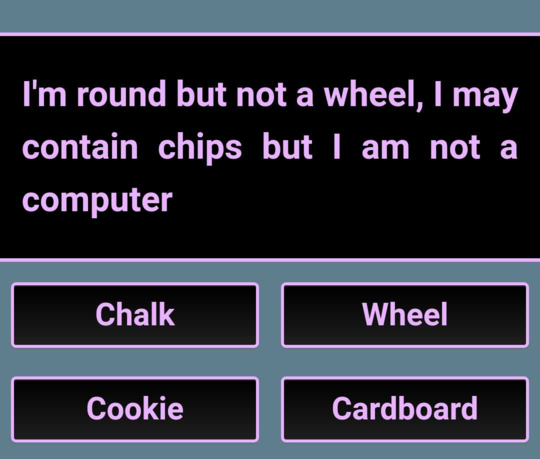 I'm round but not a wheel, I may
contain chips but I am not a
computer
Chalk
Wheel
Cookie
Cardboard